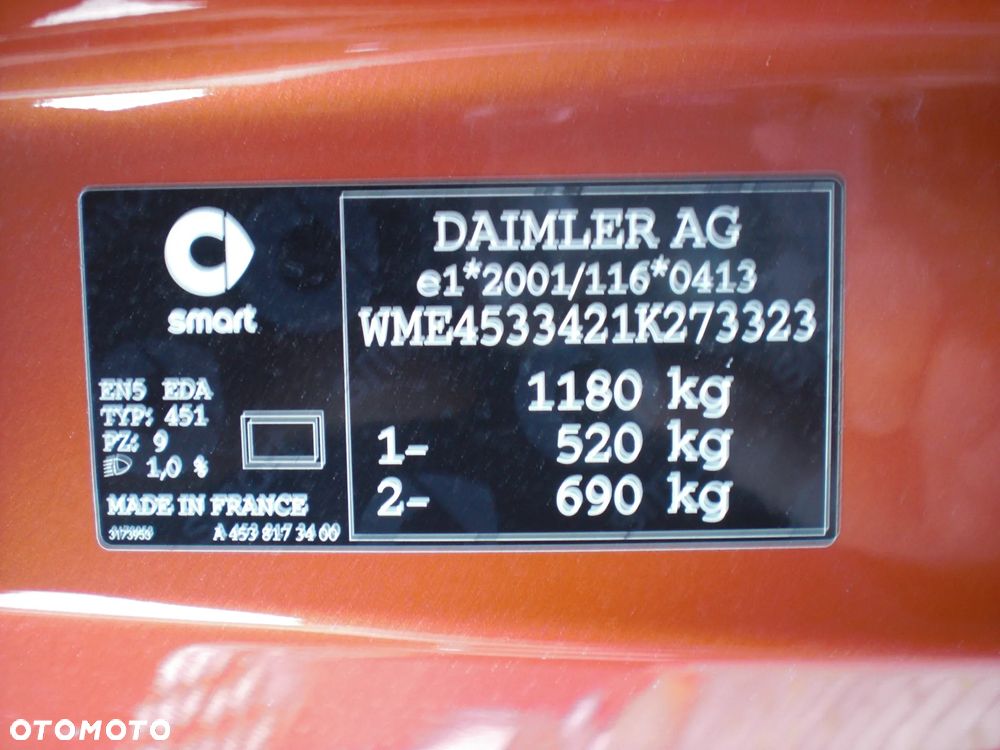 smart
EN5 EDA
TYP: 451
PZ: 9
1,0 %
MADE IN FRANCE
A 453 817 34 00
DAIMLER AG
e1*2001/116*0413
WME4533421K273323
1180 kg
1- 520 kg
2- 690 kg
OTOMOTO